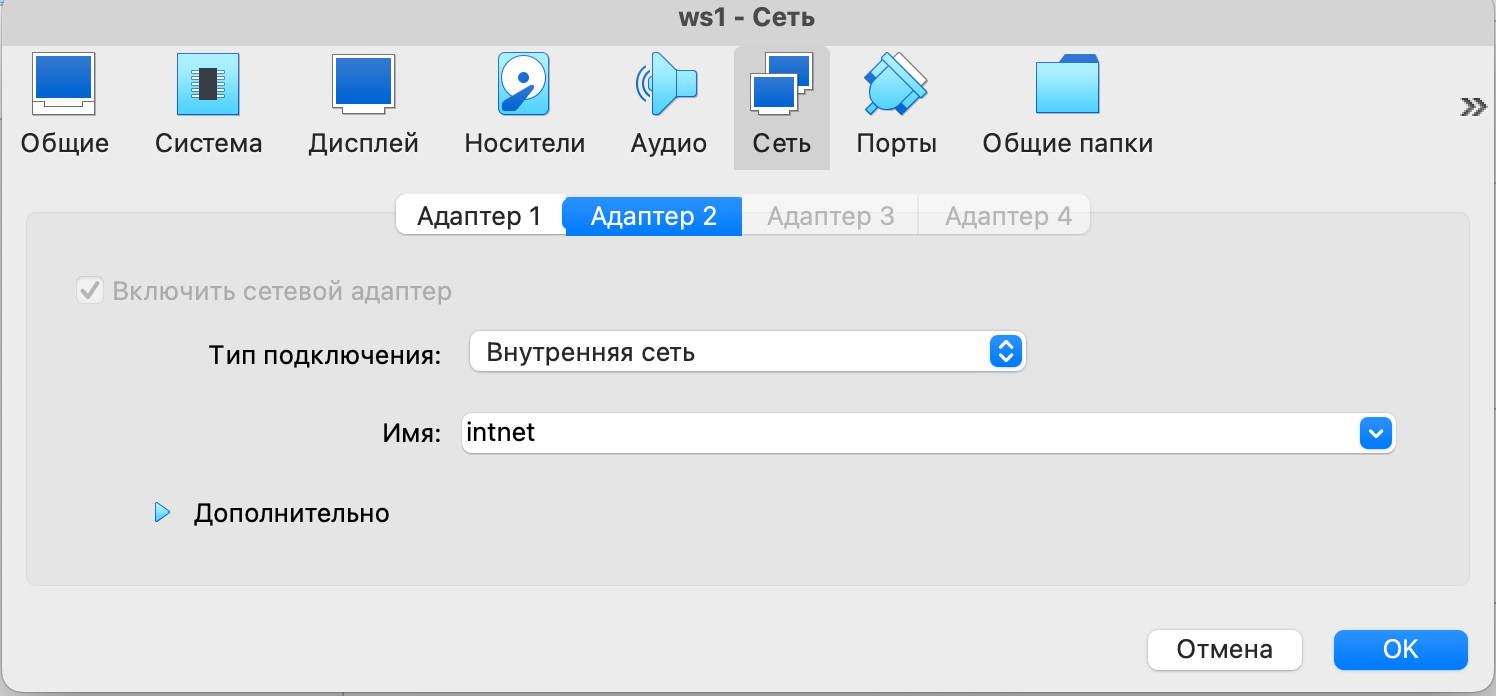 ws1 - Сеть
Общие Система Дисплей Носители Аудио Сеть Порты Общие папки
Адаптер 1 Адаптер 2 Адаптер 3 Адаптер 4
Включить сетевой адаптер
Тип подключения: Внутренняя сеть
Имя: intnet
Дополнительно
Отмена OK